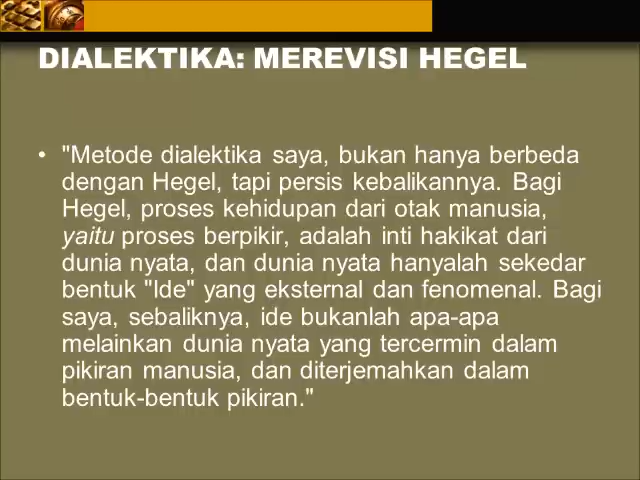 DIALEKTIKA: MEREVISI HEGEL
• "Metode dialektika saya, bukan hanya berbeda
dengan Hegel, tapi persis kebalikannya. Bagi
Hegel, proses kehidupan dari otak manusia,
yaitu proses berpikir, adalah inti hakikat dari
dunia nyata, dan dunia nyata hanyalah sekedar
bentuk "Ide" yang eksternal dan fenomenal. Bagi
saya, sebaliknya, ide bukanlah apa-apa
melainkan dunia nyata yang tercermin dalam
pikiran manusia, dan diterjemahkan dalam
bentuk-bentuk pikiran."